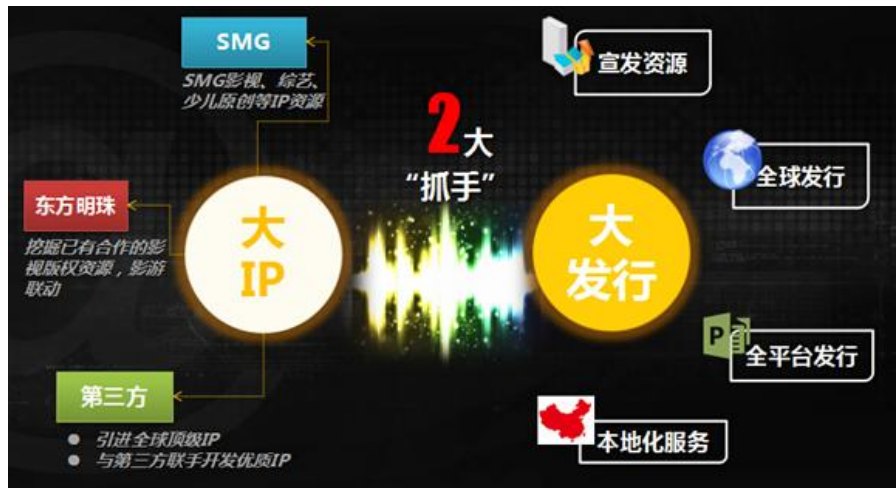 SMG
SMG影视、综艺、
少儿原创等IP资源
东方明珠
挖掘已有合作的影
视版权资源，影游
联动
大
IP
第三方
● 引进全球顶级IP
● 与第三方联手开发优质IP
2大
“抓手”
大
发行
宣发资源
全球发行
P
全平台发行
本地化服务